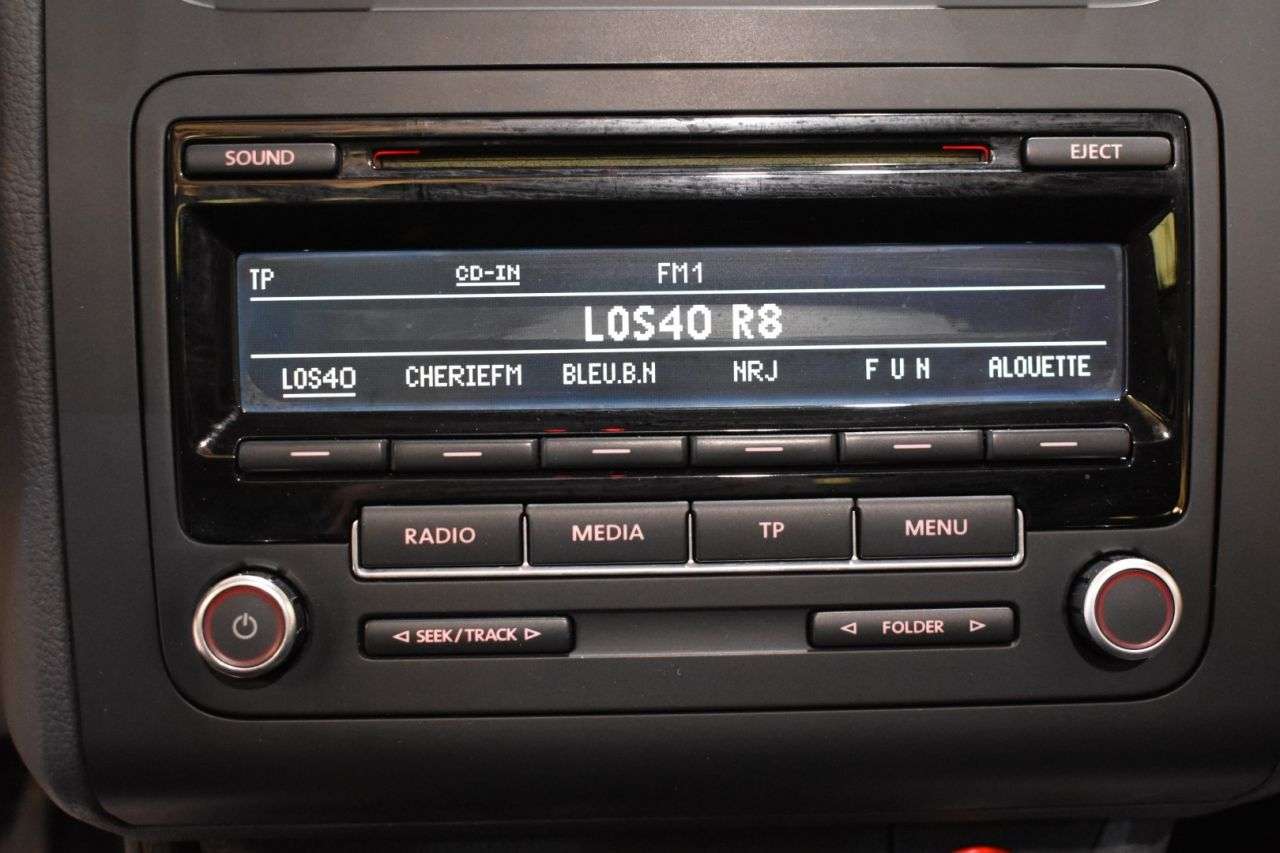 SOUND EJECT
TP CD-IN FM1
LOS40 R8
LOS40 CHERIEFM BLEU.B.N NRJ F U N ALOUETTE
RADIO MEDIA TP MENU
◁ SEEK/TRACK ▷ ◁ FOLDER ▷